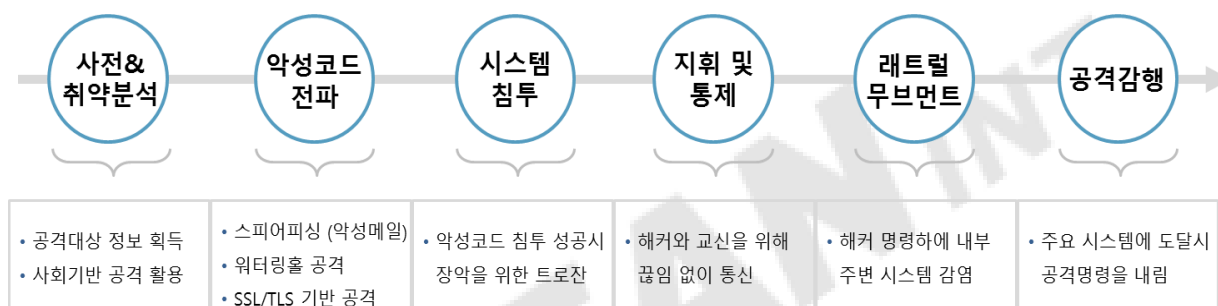 사전&
취약분석
악성코드
전파
시스템
침투
지휘 및
통제
래트럴
무브먼트
공격감행
• 공격대상 정보 획득
• 사회기반 공격 활용
• 스피어피싱 (악성메일)
• 워터링홀 공격
• SSL/TLS 기반 공격
• 악성코드 침투 성공시
장악을 위한 트로잔
• 해커와 교신을 위해
끊임 없이 통신
• 해커 명령하에 내부
주변 시스템 감염
• 주요 시스템에 도달시
공격명령을 내림